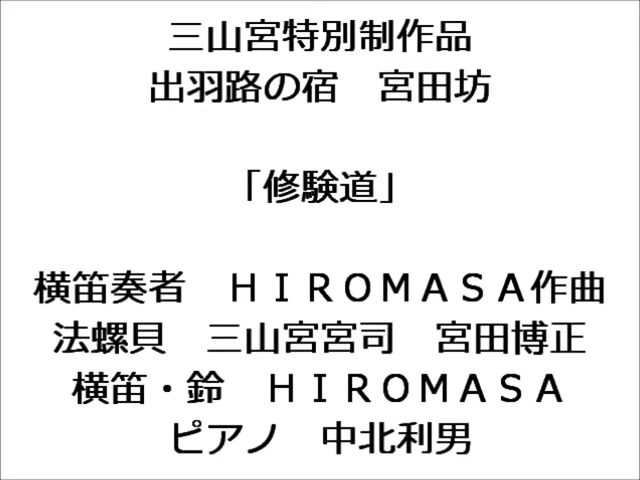 三山宮特別制作品
出羽路の宿　宮田坊
「修験道」
横笛奏者　ＨＩＲＯＭＡＳＡ作曲
法螺貝　三山宮宮司　宮田博正
横笛・鈴　ＨＩＲＯＭＡＳＡ
ピアノ　中北利男